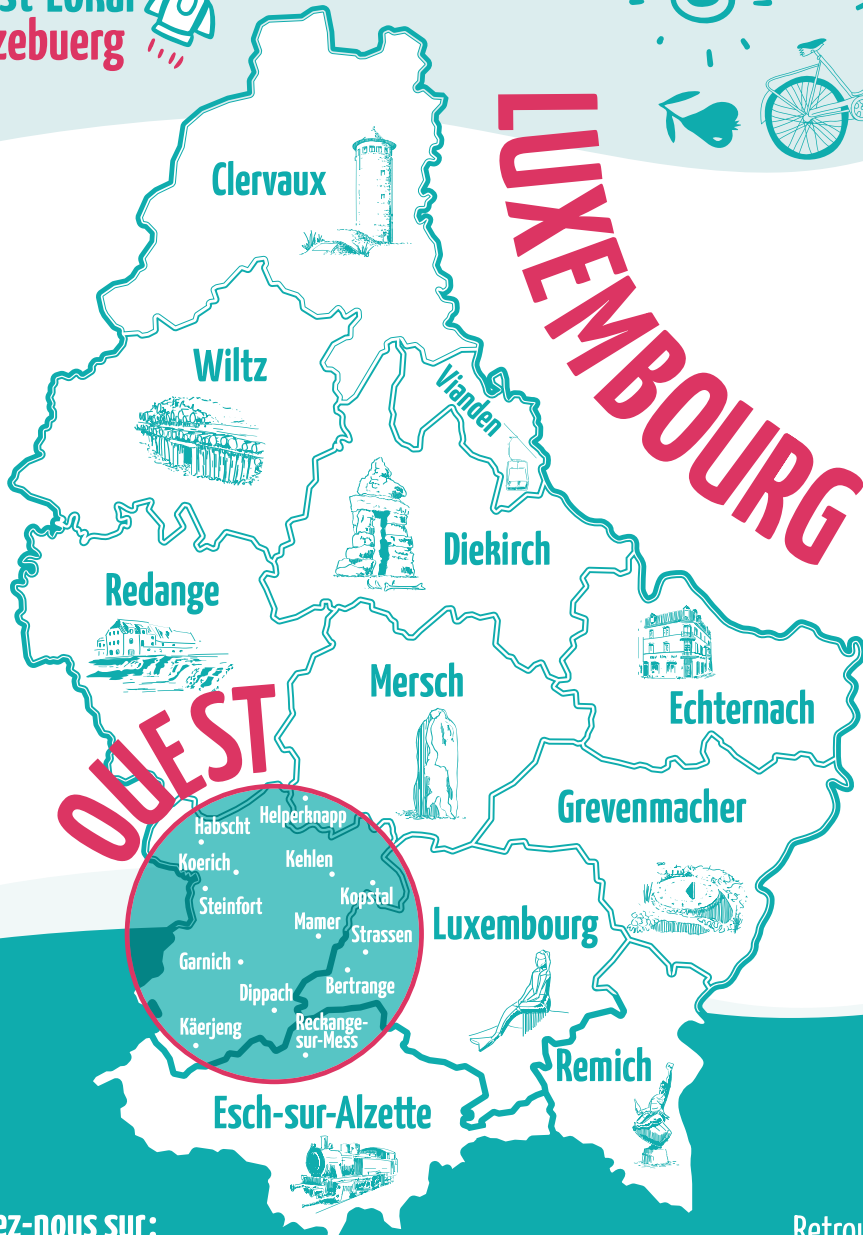 zebuerg
LUXEMBOURG
Clervaux
Wiltz
Vianden
Diekirch
Redange
Mersch
Echternach
OUEST
Grevenmacher
Helperknapp
Habscht
Koerich
Kehlen
Kopstal
Steinfort
Mamer
Strassen
Luxembourg
Garnich
Bertrange
Dippach
Käerjeng
Reckange-
sur-Mess
Remich
Esch-sur-Alzette
ez-nous sur:
Retrou